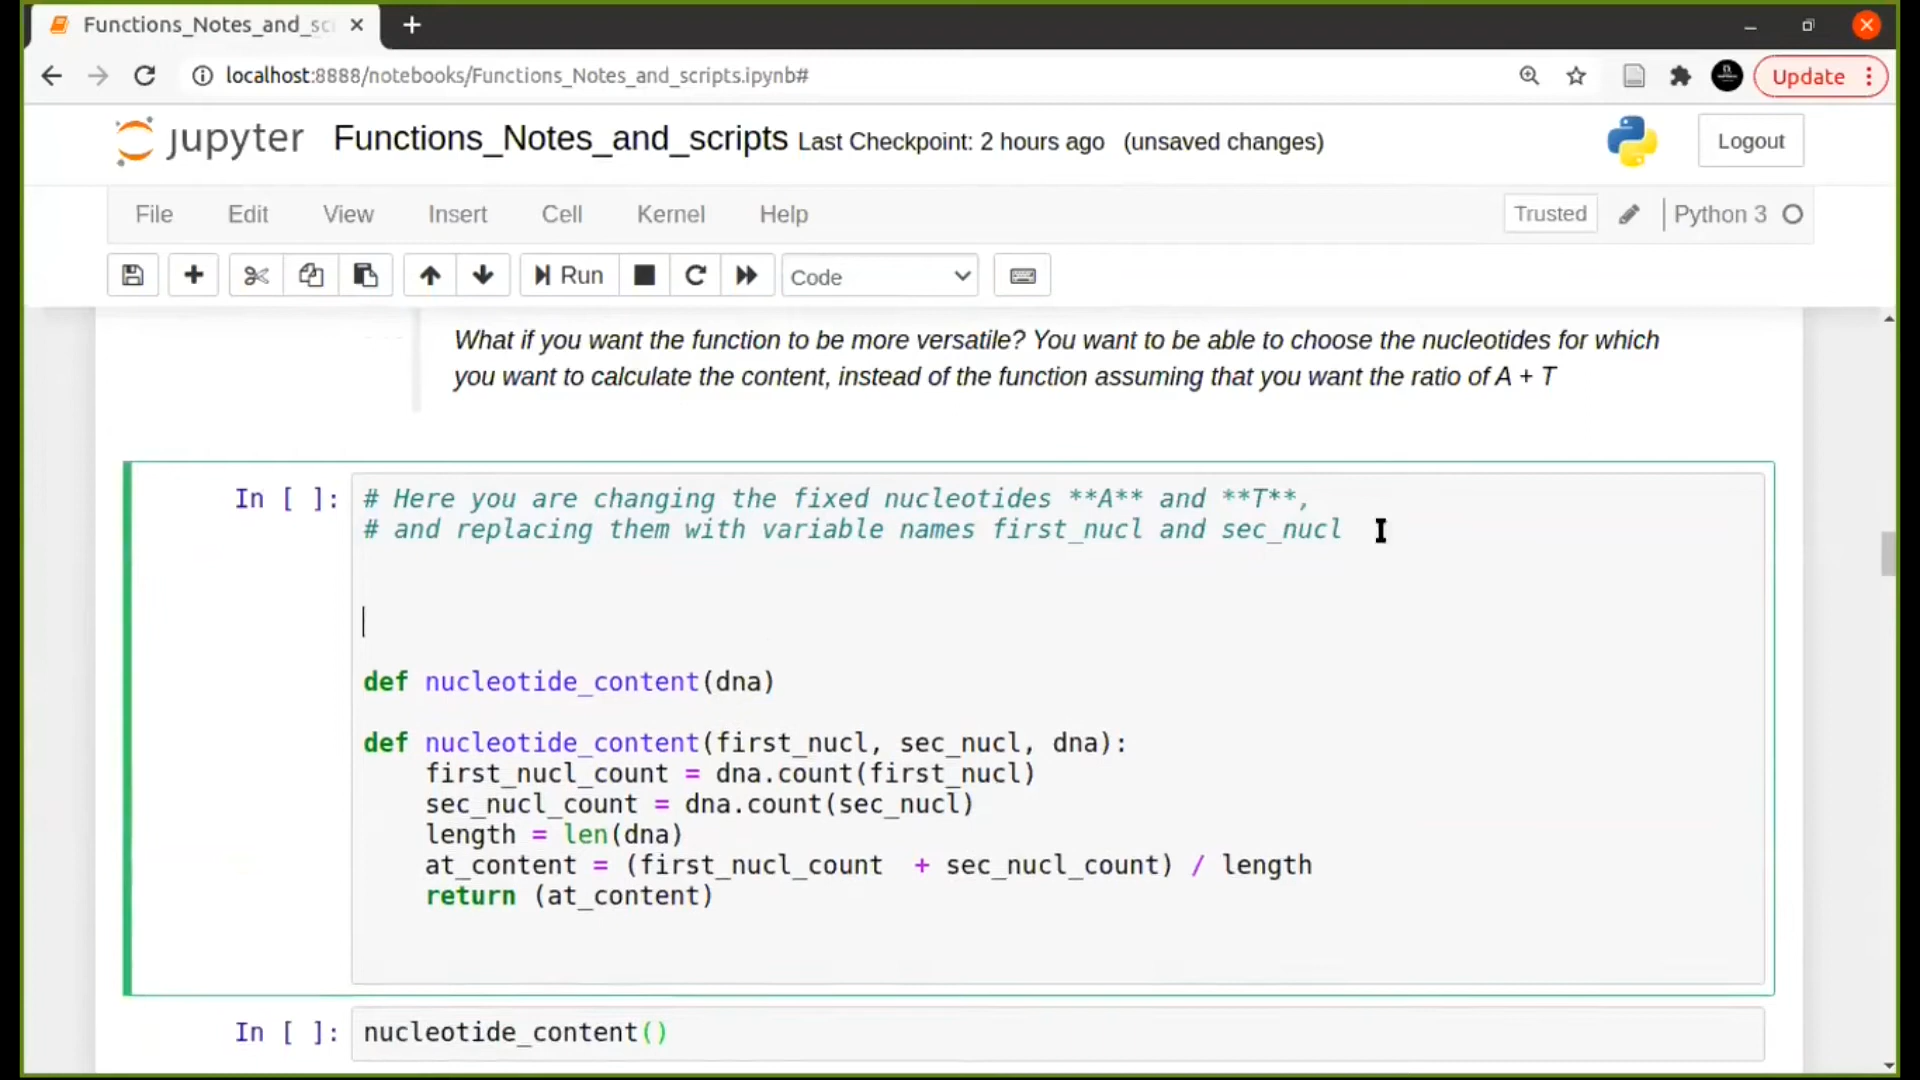 Functions_Notes_and_sc
localhost:8888/notebooks/Functions_Notes_and_scripts.ipynb#
Update
jupyter Functions_Notes_and_scripts Last Checkpoint: 2 hours ago (unsaved changes)
Logout
File Edit View Insert Cell Kernel Help
Trusted Python 3
Run
Code
What if you want the function to be more versatile? You want to be able to choose the nucleotides for which
you want to calculate the content, instead of the function assuming that you want the ratio of A + T
In [ ]: # Here you are changing the fixed nucleotides **A** and **T**,
# and replacing them with variable names first_nucl and sec_nucl
def nucleotide_content(dna)
def nucleotide_content(first_nucl, sec_nucl, dna):
    first_nucl_count = dna.count(first_nucl)
    sec_nucl_count = dna.count(sec_nucl)
    length = len(dna)
    at_content = (first_nucl_count  + sec_nucl_count) / length
    return (at_content)
In [ ]: nucleotide_content()